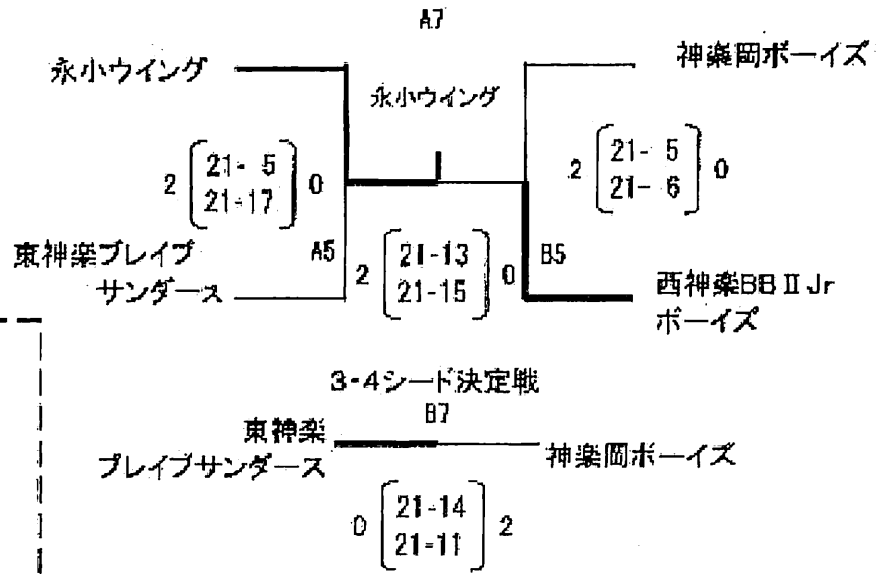 A7
永小ウイング
神楽岡ボーイズ
永小ウイング
2 [21- 5 0
21-17]
2 [21- 5 0
21- 6]
東神楽ブレイブ
サンダース
A5
2 [21-13 0
21-15]
B5
西神楽BBⅡJr
ボーイズ
3・4シード決定戦
B7
東神楽
ブレイブサンダース
神楽岡ボーイズ
0 [21-14 2
21-11]